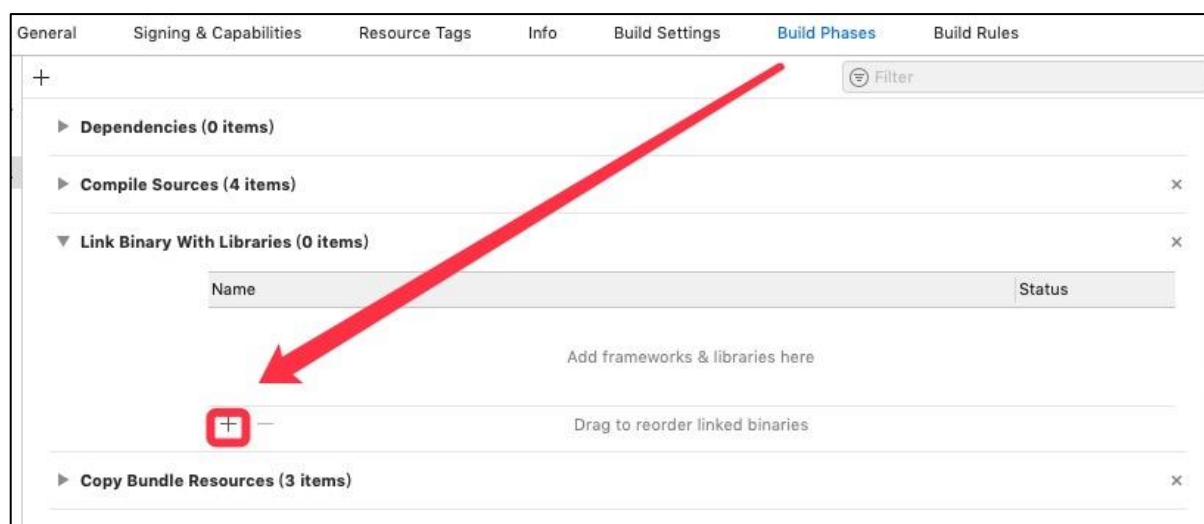 General Signing & Capabilities Resource Tags Info Build Settings Build Phases Build Rules
+ Filter
Dependencies (0 items)
Compile Sources (4 items) ×
Link Binary With Libraries (0 items) ×
Name Status
Add frameworks & libraries here
+ — Drag to reorder linked binaries
Copy Bundle Resources (3 items) ×